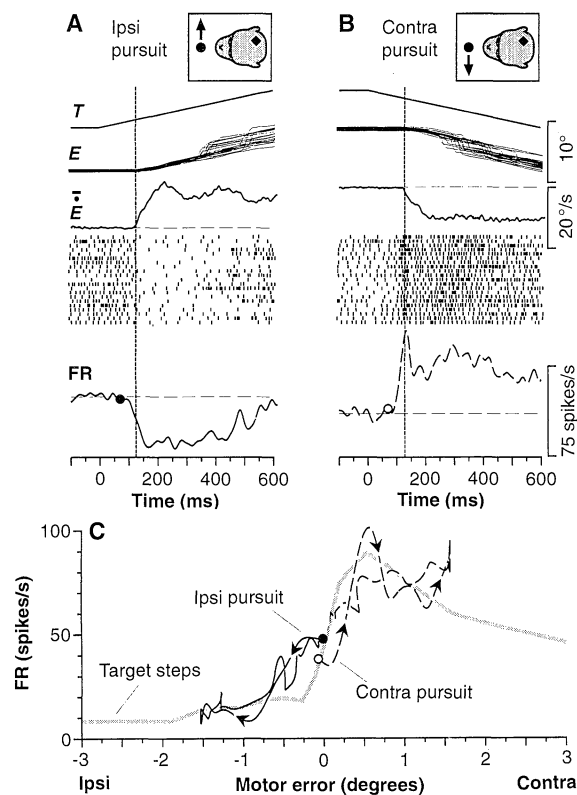 A
Ipsi
pursuit
B
Contra
pursuit
T
E
10°
Ė
20°/s
FR
75 spikes/s
0 200 400 600
Time (ms)
0 200 400 600
Time (ms)
C
100
50
0
FR (spikes/s)
Ipsi pursuit
Target steps
Contra pursuit
-3 -2 -1 0 1 2 3
Ipsi Motor error (degrees) Contra